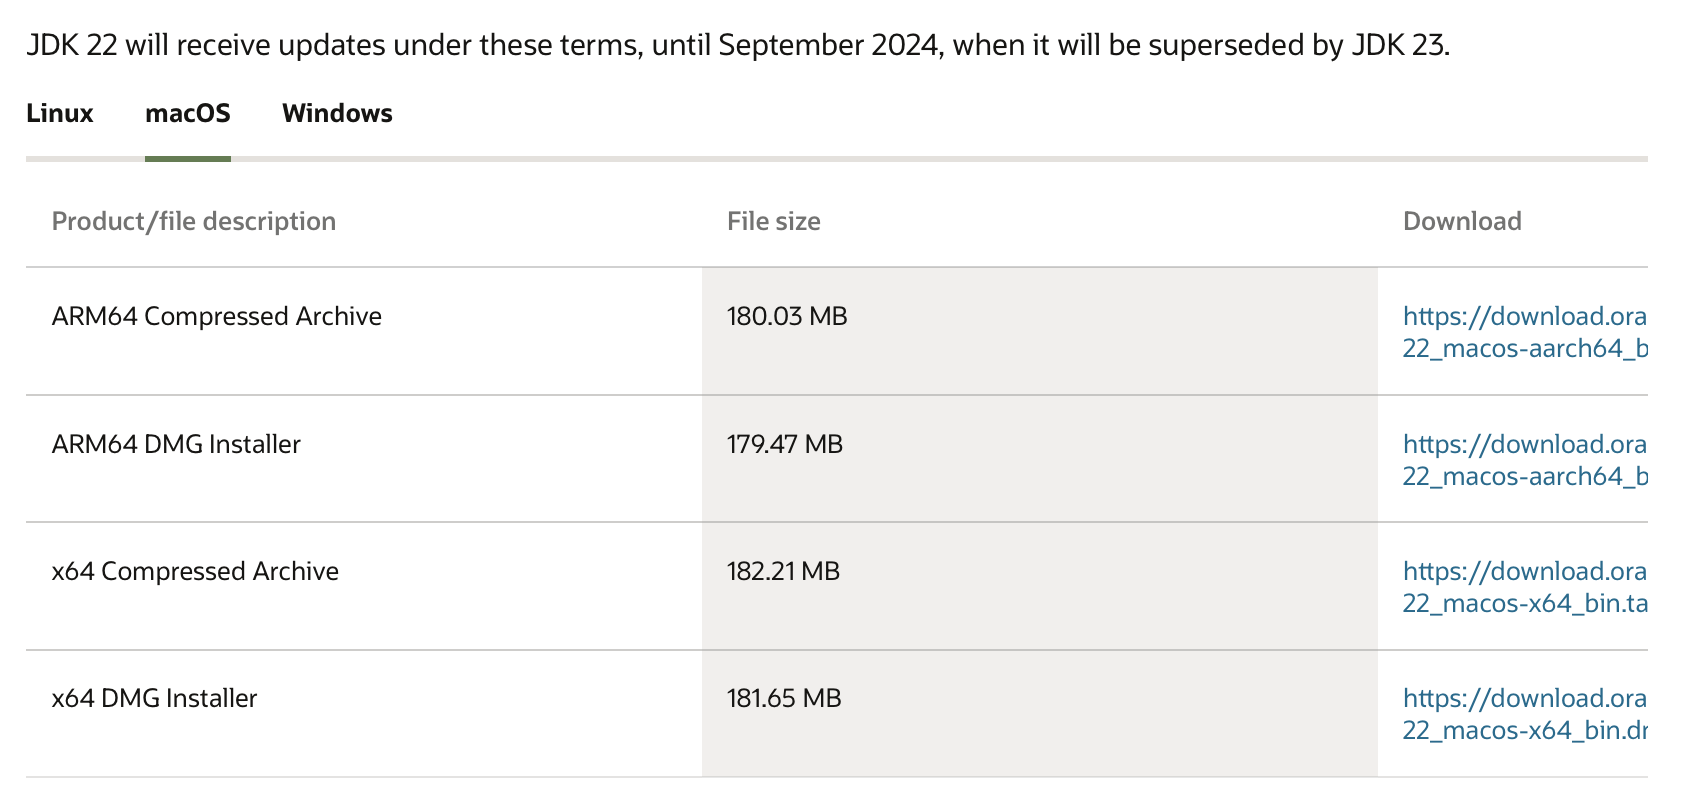 JDK 22 will receive updates under these terms, until September 2024, when it will be superseded by JDK 23.
Linux macOS Windows
Product/file description File size Download
ARM64 Compressed Archive 180.03 MB https://download.ora
22_macos-aarch64_b
ARM64 DMG Installer 179.47 MB https://download.ora
22_macos-aarch64_b
x64 Compressed Archive 182.21 MB https://download.ora
22_macos-x64_bin.ta
x64 DMG Installer 181.65 MB https://download.ora
22_macos-x64_bin.dr